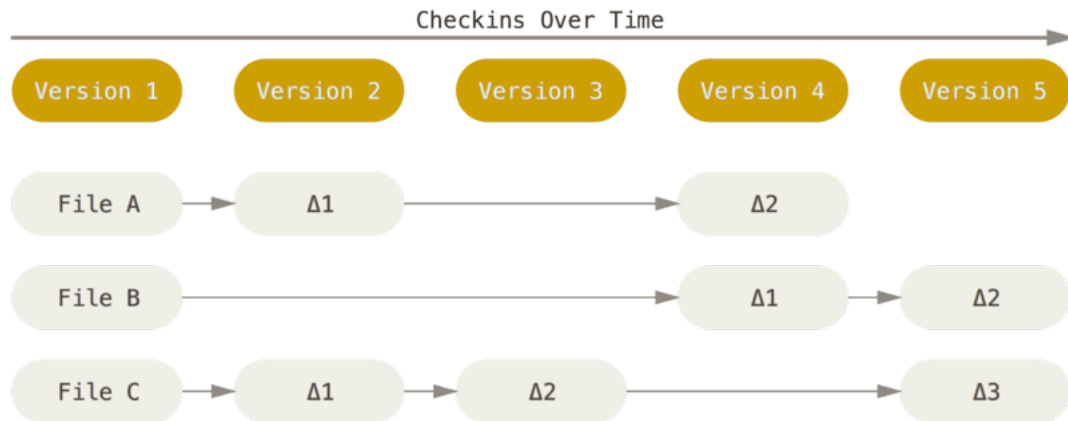 Checkins Over Time
Version 1 Version 2 Version 3 Version 4 Version 5
File A Δ1 Δ2
File B Δ1 Δ2
File C Δ1 Δ2 Δ3